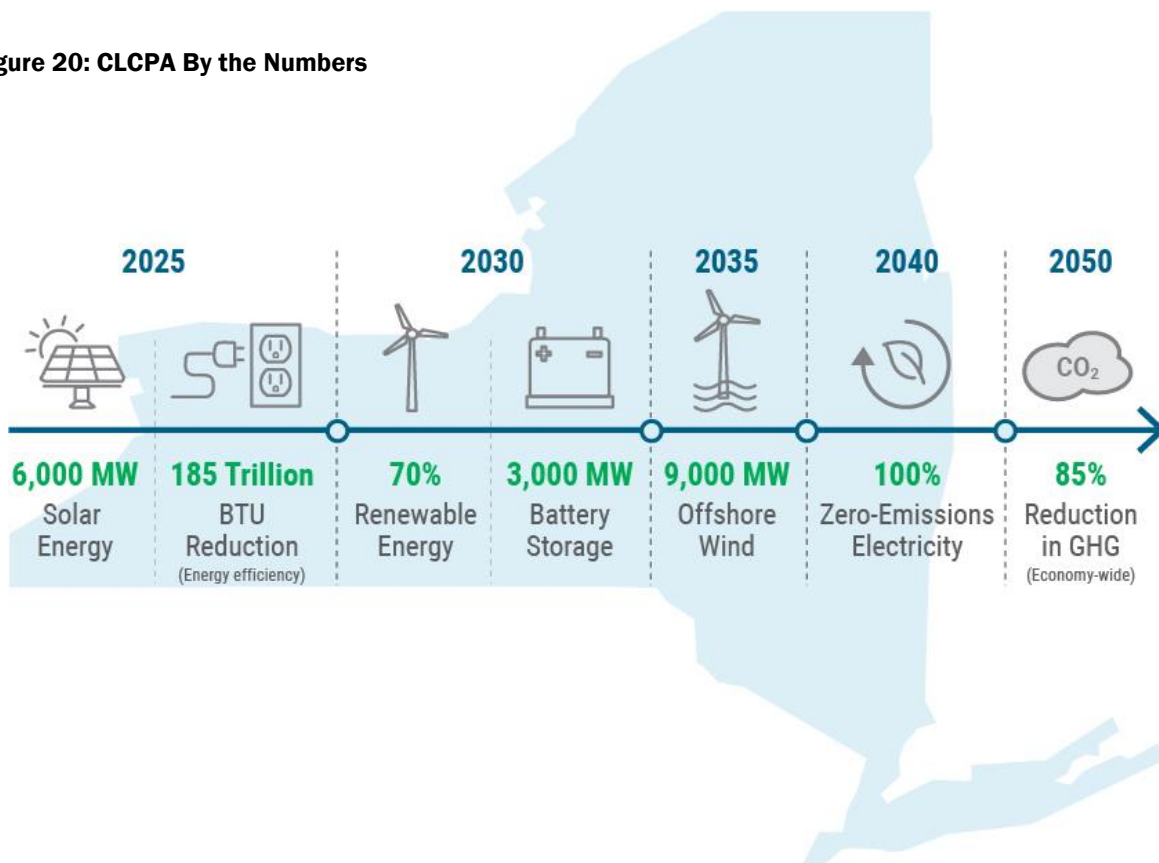 gure 20: CLCPA By the Numbers
2025
2030
2035
2040
2050
CO₂
6,000 MW
Solar
Energy
185 Trillion
BTU
Reduction
(Energy efficiency)
70%
Renewable
Energy
3,000 MW
Battery
Storage
9,000 MW
Offshore
Wind
100%
Zero-Emissions
Electricity
85%
Reduction
in GHG
(Economy-wide)